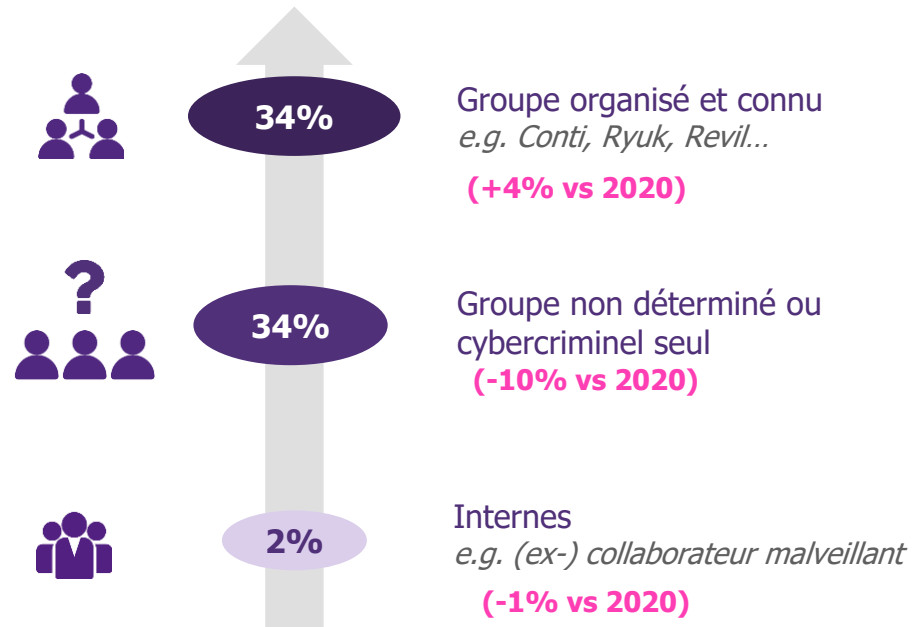 34%
Groupe organisé et connu
e.g. Conti, Ryuk, Revil...
(+4% vs 2020)
?
34%
Groupe non déterminé ou
cybercriminel seul
(-10% vs 2020)
2%
Internes
e.g. (ex-) collaborateur malveillant
(-1% vs 2020)